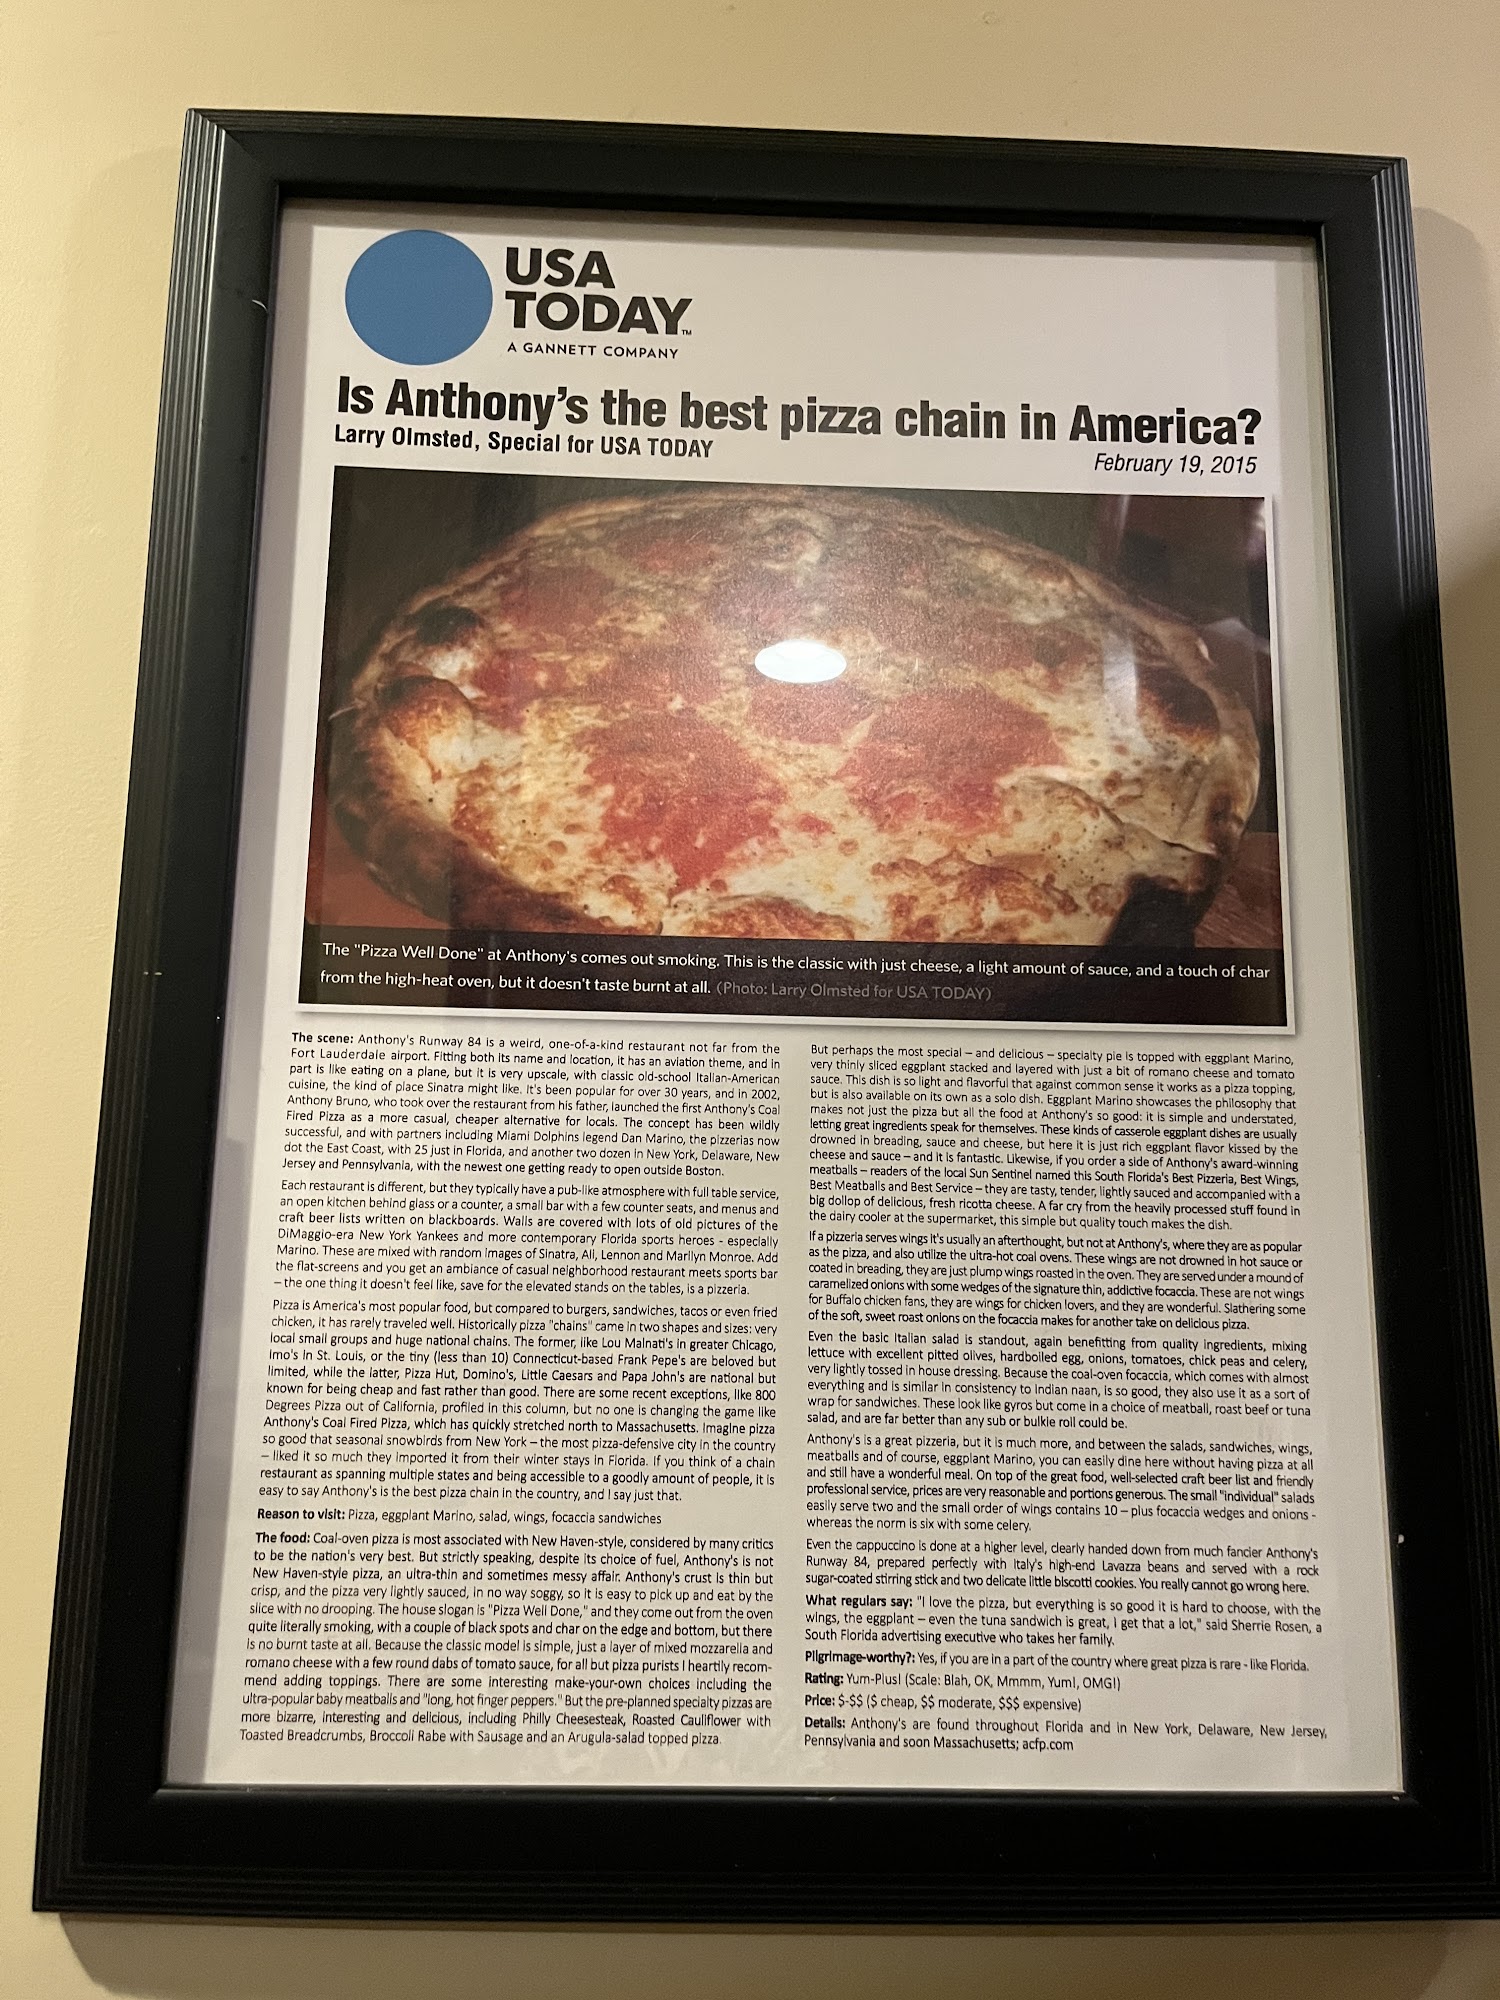 USA
TODAY™
A GANNETT COMPANY
Is Anthony's the best pizza chain in America?
Larry Olmsted, Special for USA TODAY
February 19, 2015
The "Pizza Well Done" at Anthony's comes out smoking. This is the classic with just cheese, a light amount of sauce, and a touch of char
from the high-heat oven, but it doesn't taste burnt at all. (Photo: Larry Olmsted for USA TODAY)
The scene: Anthony's Runway 84 is a weird, one-of-a-kind restaurant not far from the
Fort Lauderdale airport. Fitting both its name and location, it has an aviation theme, and in
part is like eating on a plane, but it is very upscale, with classic old-school Italian-American
cuisine, the kind of place Sinatra might like. It's been popular for over 30 years, and in 2002,
Anthony Bruno, who took over the restaurant from his father, launched the first Anthony's Coal
Fired Pizza as a more casual, cheaper alternative for locals. The concept has been wildly
successful, and with partners including Miami Dolphins legend Dan Marino, the pizzerias now
dot the East Coast, with 25 just in Florida, and another two dozen in New York, Delaware, New
Jersey and Pennsylvania, with the newest one getting ready to open outside Boston.
Each restaurant is different, but they typically have a pub-like atmosphere with full table service,
an open kitchen behind glass or a counter, a small bar with a few counter seats, and menus and
craft beer lists written on blackboards. Walls are covered with lots of old pictures of the
DiMaggio-era New York Yankees and more contemporary Florida sports heroes - especially
Marino. These are mixed with random images of Sinatra, Ali, Lennon and Marilyn Monroe. Add
the flat-screens and you get an ambiance of casual neighborhood restaurant meets sports bar
– the one thing it doesn't feel like, save for the elevated stands on the tables, is a pizzeria.
Pizza is America's most popular food, but compared to burgers, sandwiches, tacos or even fried
chicken, it has rarely traveled well. Historically pizza "chains" came in two shapes and sizes: very
local small groups and huge national chains. The former, like Lou Malnati's in greater Chicago,
Imo's in St. Louis, or the tiny (less than 10) Connecticut-based Frank Pepe's are beloved but
limited, while the latter, Pizza Hut, Domino's, Little Caesars and Papa John's are national but
known for being cheap and fast rather than good. There are some recent exceptions, like 800
Degrees Pizza out of California, profiled in this column, but no one is changing the game like
Anthony's Coal Fired Pizza, which has quickly stretched north to Massachusetts. Imagine pizza
so good that seasonal snowbirds from New York – the most pizza-defensive city in the country
– liked it so much they imported it from their winter stays in Florida. If you think of a chain
restaurant as spanning multiple states and being accessible to a goodly amount of people, it is
easy to say Anthony's is the best pizza chain in the country, and I say just that.
Reason to visit: Pizza, eggplant Marino, salad, wings, focaccia sandwiches
The food: Coal-oven pizza is most associated with New Haven-style, considered by many critics
to be the nation's very best. But strictly speaking, despite its choice of fuel, Anthony's is not
New Haven-style pizza, an ultra-thin and sometimes messy affair. Anthony's crust is thin but
crisp, and the pizza very lightly sauced, in no way soggy, so it is easy to pick up and eat by the
slice with no drooping. The house slogan is "Pizza Well Done," and they come out from the oven
quite literally smoking, with a couple of black spots and char on the edge and bottom, but there
is no burnt taste at all. Because the classic model is simple, just a layer of mixed mozzarella and
romano cheese with a few round dabs of tomato sauce, for all but pizza purists I heartily recom-
mend adding toppings. There are some interesting make-your-own choices including the
ultra-popular baby meatballs and "long, hot finger peppers." But the pre-planned specialty pizzas are
more bizarre, interesting and delicious, including Philly Cheesesteak, Roasted Cauliflower with
Toasted Breadcrumbs, Broccoli Rabe with Sausage and an Arugula-salad topped pizza.
But perhaps the most special – and delicious – specialty pie is topped with eggplant Marino,
very thinly sliced eggplant stacked and layered with just a bit of romano cheese and tomato
sauce. This dish is so light and flavorful that against common sense it works as a pizza topping,
but is also available on its own as a solo dish. Eggplant Marino showcases the philosophy that
makes not just the pizza but all the food at Anthony's so good: it is simple and understated,
letting great ingredients speak for themselves. These kinds of casserole eggplant dishes are usually
drowned in breading, sauce and cheese, but here it is just rich eggplant flavor kissed by the
cheese and sauce – and it is fantastic. Likewise, if you order a side of Anthony's award-winning
meatballs – readers of the local Sun Sentinel named this South Florida's Best Pizzeria, Best Wings,
Best Meatballs and Best Service – they are tasty, tender, lightly sauced and accompanied with a
big dollop of delicious, fresh ricotta cheese. A far cry from the heavily processed stuff found in
the dairy cooler at the supermarket, this simple but quality touch makes the dish.
If a pizzeria serves wings it's usually an afterthought, but not at Anthony's, where they are as popular
as the pizza, and also utilize the ultra-hot coal ovens. These wings are not drowned in hot sauce or
coated in breading, they are just plump wings roasted in the oven. They are served under a mound of
caramelized onions with some wedges of the signature thin, addictive focaccia. These are not wings
for Buffalo chicken fans, they are wings for chicken lovers, and they are wonderful. Slathering some
of the soft, sweet roast onions on the focaccia makes for another take on delicious pizza.
Even the basic Italian salad is standout, again benefitting from quality ingredients, mixing
lettuce with excellent pitted olives, hardboiled egg, onions, tomatoes, chick peas and celery,
very lightly tossed in house dressing. Because the coal-oven focaccia, which comes with almost
everything and is similar in consistency to Indian naan, is so good, they also use it as a sort of
wrap for sandwiches. These look like gyros but come in a choice of meatball, roast beef or tuna
salad, and are far better than any sub or bulkie roll could be.
Anthony's is a great pizzeria, but it is much more, and between the salads, sandwiches, wings,
meatballs and of course, eggplant Marino, you can easily dine here without having pizza at all
and still have a wonderful meal. On top of the great food, well-selected craft beer list and friendly
professional service, prices are very reasonable and portions generous. The small "individual" salads
easily serve two and the small order of wings contains 10 – plus focaccia wedges and onions -
whereas the norm is six with some celery.
Even the cappuccino is done at a higher level, clearly handed down from much fancier Anthony's
Runway 84, prepared perfectly with Italy's high-end Lavazza beans and served with a rock
sugar-coated stirring stick and two delicate little biscotti cookies. You really cannot go wrong here.
What regulars say: "I love the pizza, but everything is so good it is hard to choose, with the
wings, the eggplant – even the tuna sandwich is great, I get that a lot," said Sherrie Rosen, a
South Florida advertising executive who takes her family.
Pilgrimage-worthy?: Yes, if you are in a part of the country where great pizza is rare - like Florida.
Rating: Yum-Plus! (Scale: Blah, OK, Mmmm, Yum!, OMG!)
Price: $-$$ ($ cheap, $$ moderate, $$$ expensive)
Details: Anthony's are found throughout Florida and in New York, Delaware, New Jersey,
Pennsylvania and soon Massachusetts; acfp.com